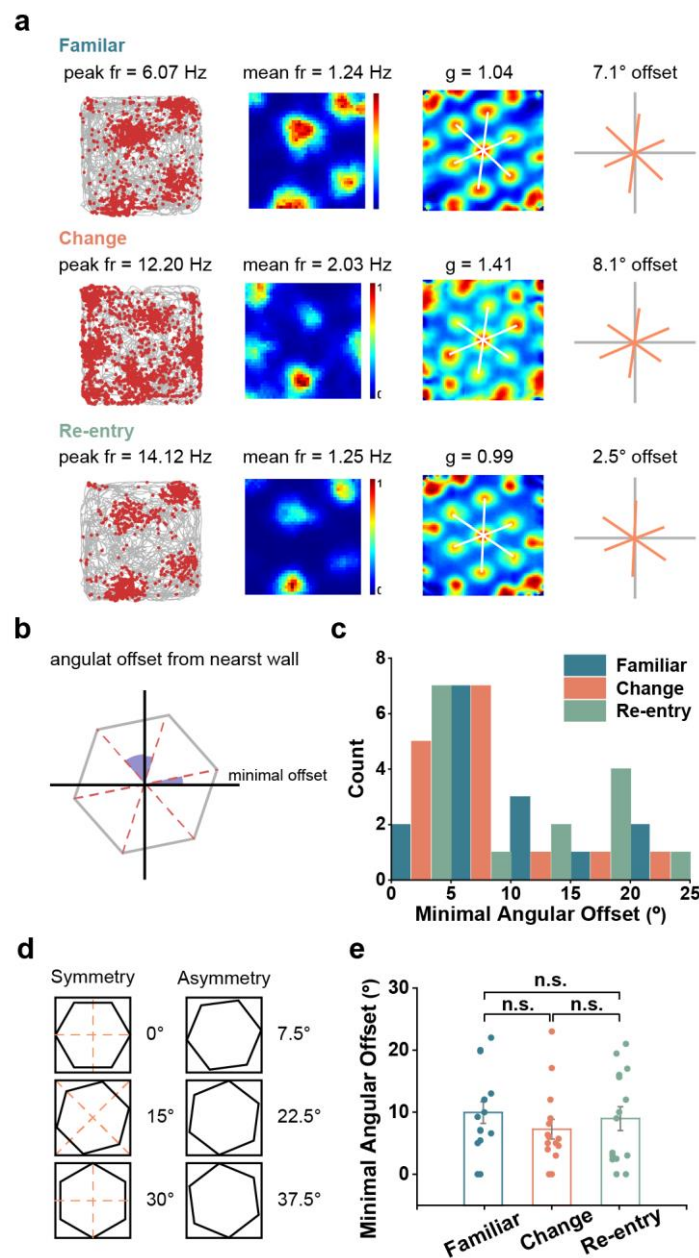 a
Familar
peak fr = 6.07 Hz mean fr = 1.24 Hz g = 1.04 7.1° offset
Change
peak fr = 12.20 Hz mean fr = 2.03 Hz g = 1.41 8.1° offset
1
0
Re-entry
peak fr = 14.12 Hz mean fr = 1.25 Hz g = 0.99 2.5° offset
1
0
b
angulat offset from nearst wall
minimal offset
c
Familiar
Change
Re-entry
Count
8
6
4
2
0
0 5 10 15 20 25
Minimal Angular Offset (º)
d
Symmetry Asymmetry
0° 7.5°
15° 22.5°
30° 37.5°
e
Minimal Angular Offset (°)
30
20
10
0
n.s.
n.s. n.s.
Familiar Change Re-entry